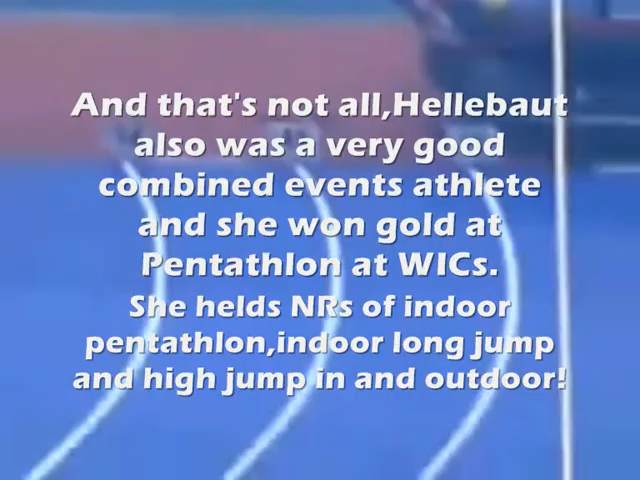 And that's not all,Hellebaut
also was a very good
combined events athlete
and she won gold at
Pentathlon at WICs.
She helds NRs of indoor
pentathlon,indoor long jump
and high jump in and outdoor!